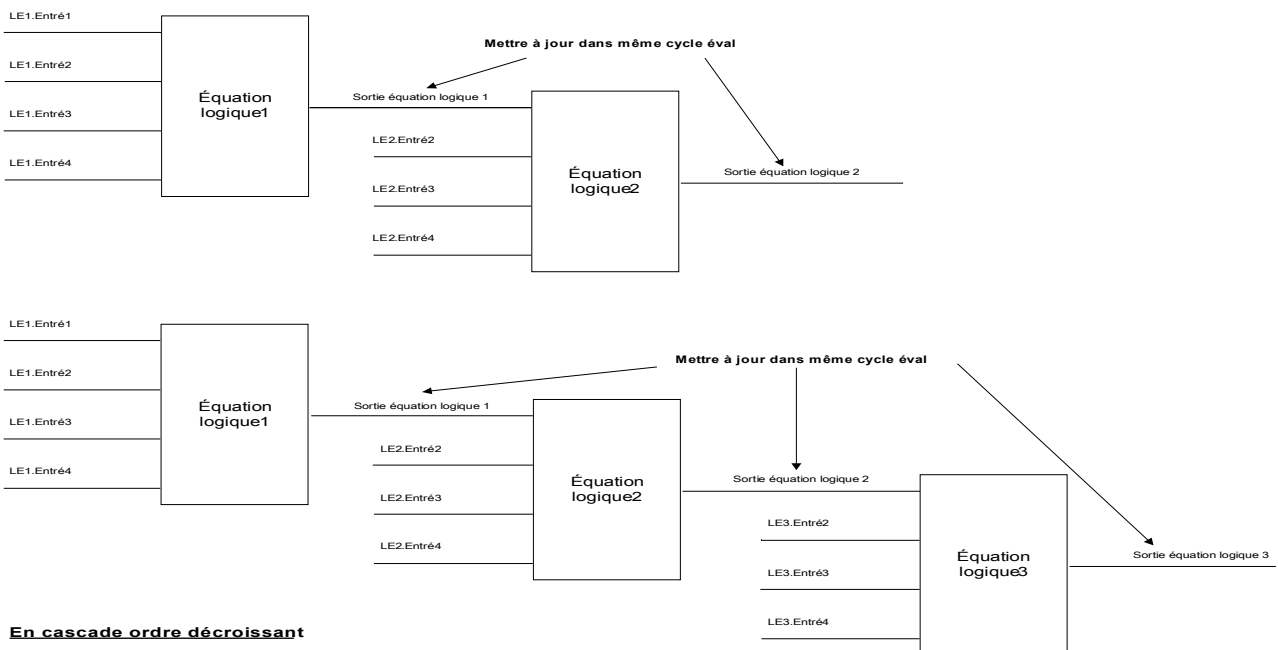 LE1.Entré1
LE1.Entré2
LE1.Entré3
LE1.Entré4
Équation
logique1
Mettre à jour dans même cycle éval
Sortie équation logique 1
LE2.Entré2
LE2.Entré3
LE2.Entré4
Équation
logique2
Sortie équation logique 2
LE1.Entré1
LE1.Entré2
LE1.Entré3
LE1.Entré4
Équation
logique1
Mettre à jour dans même cycle éval
Sortie équation logique 1
LE2.Entré2
LE2.Entré3
LE2.Entré4
Équation
logique2
Sortie équation logique 2
LE3.Entré2
LE3.Entré3
LE3.Entré4
Équation
logique3
Sortie équation logique 3
En cascade ordre décroissant